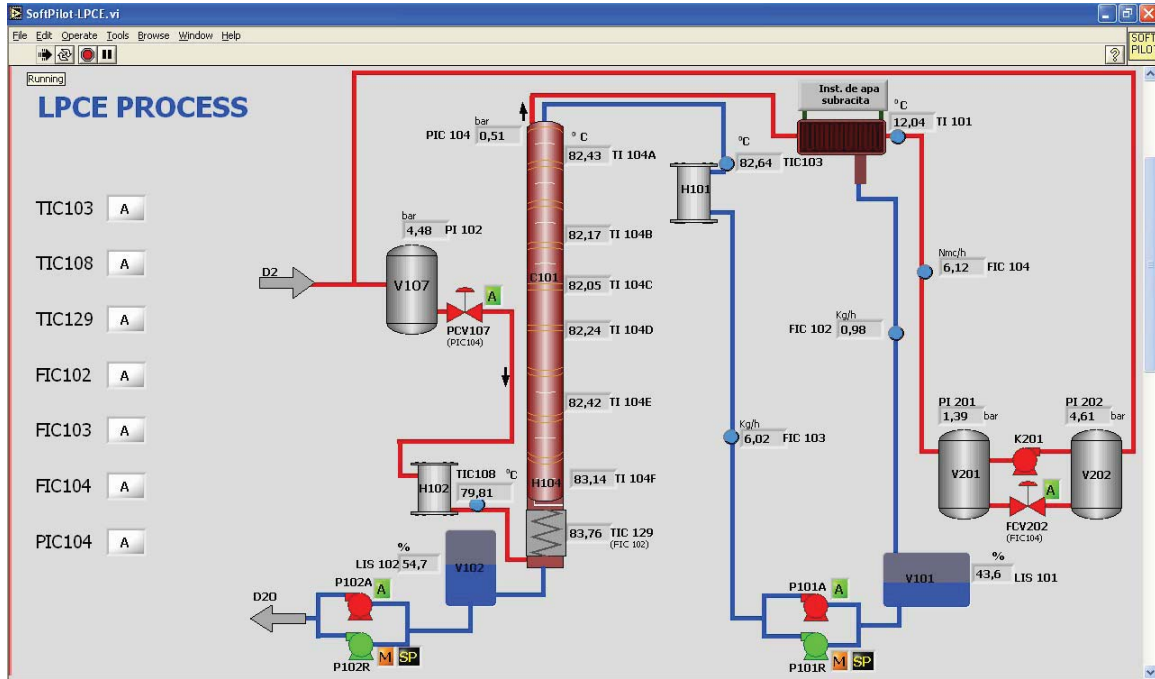 SoftPilot-LPCE.vi
File Edit Operate Tools Browse Window Help
SOFT
PILOT
?
Running
LPCE PROCESS
TIC103 A
TIC108 A
TIC129 A
FIC102 A
FIC103 A
FIC104 A
PIC104 A
D2
bar
4,48 PI 102
V107
A
PCV107
(PIC104)
bar
PIC 104 0,51
° C
82,43 TI 104A
82,17 TI 104B
C101
82,05 TI 104C
82,24 TI 104D
82,42 TI 104E
H104
83,14 TI 104F
83,76 TIC 129
(FIC 102)
H102
TIC108 °C
79,81
%
LIS 102 54,7
V102
D20
P102A A
P102R M SP
H101
°C
82,64 TIC103
Inst. de apa
subracita
°C
12,04 TI 101
Nmc/h
6,12 FIC 104
Kg/h
FIC 102 0,98
Kg/h
6,02 FIC 103
PI 201
1,39 bar
PI 202
4,61 bar
V201
K201
V202
A
FCV202
(FIC104)
V101
%
43,6 LIS 101
P101A A
P101R M SP